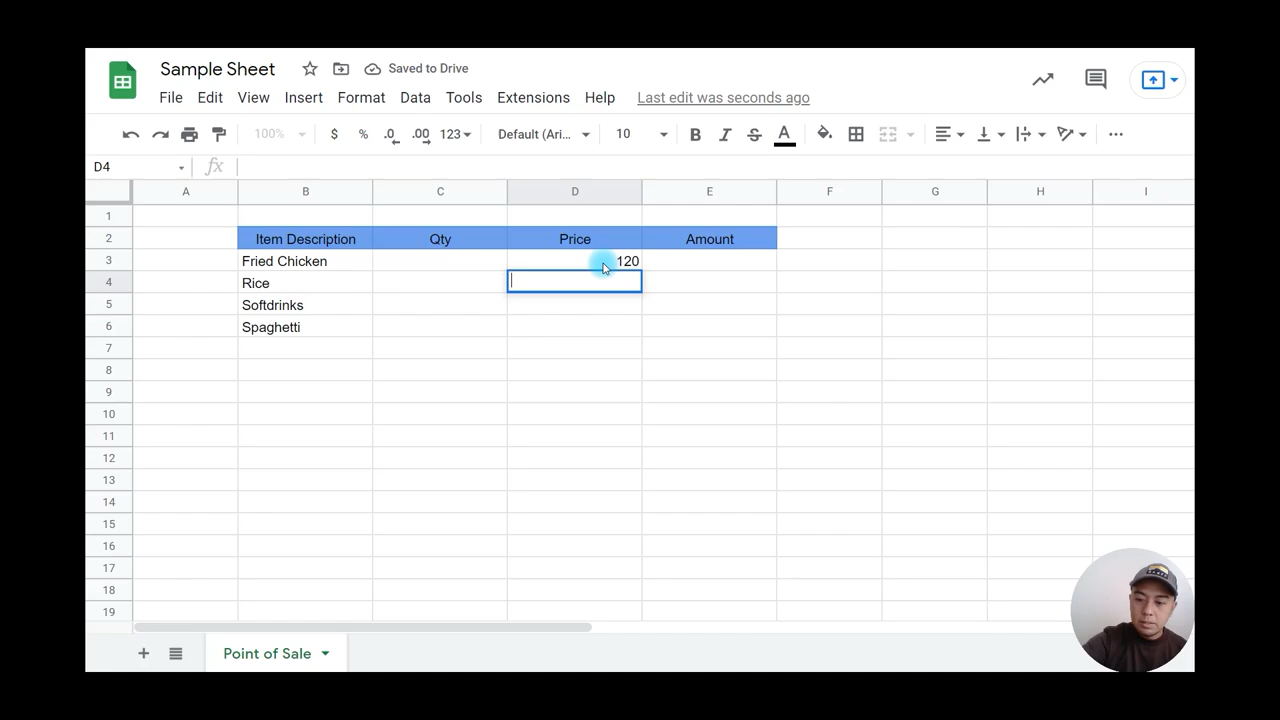 Sample Sheet Saved to Drive
File Edit View Insert Format Data Tools Extensions Help Last edit was seconds ago
100% $ % .0 .00 123 Default (Ari... 10 B I S A
D4 fx
A B C D E F G H I
1
2 Item Description Qty Price Amount
3 Fried Chicken 120
4 Rice
5 Softdrinks
6 Spaghetti
7
8
9
10
11
12
13
14
15
16
17
18
19
Point of Sale